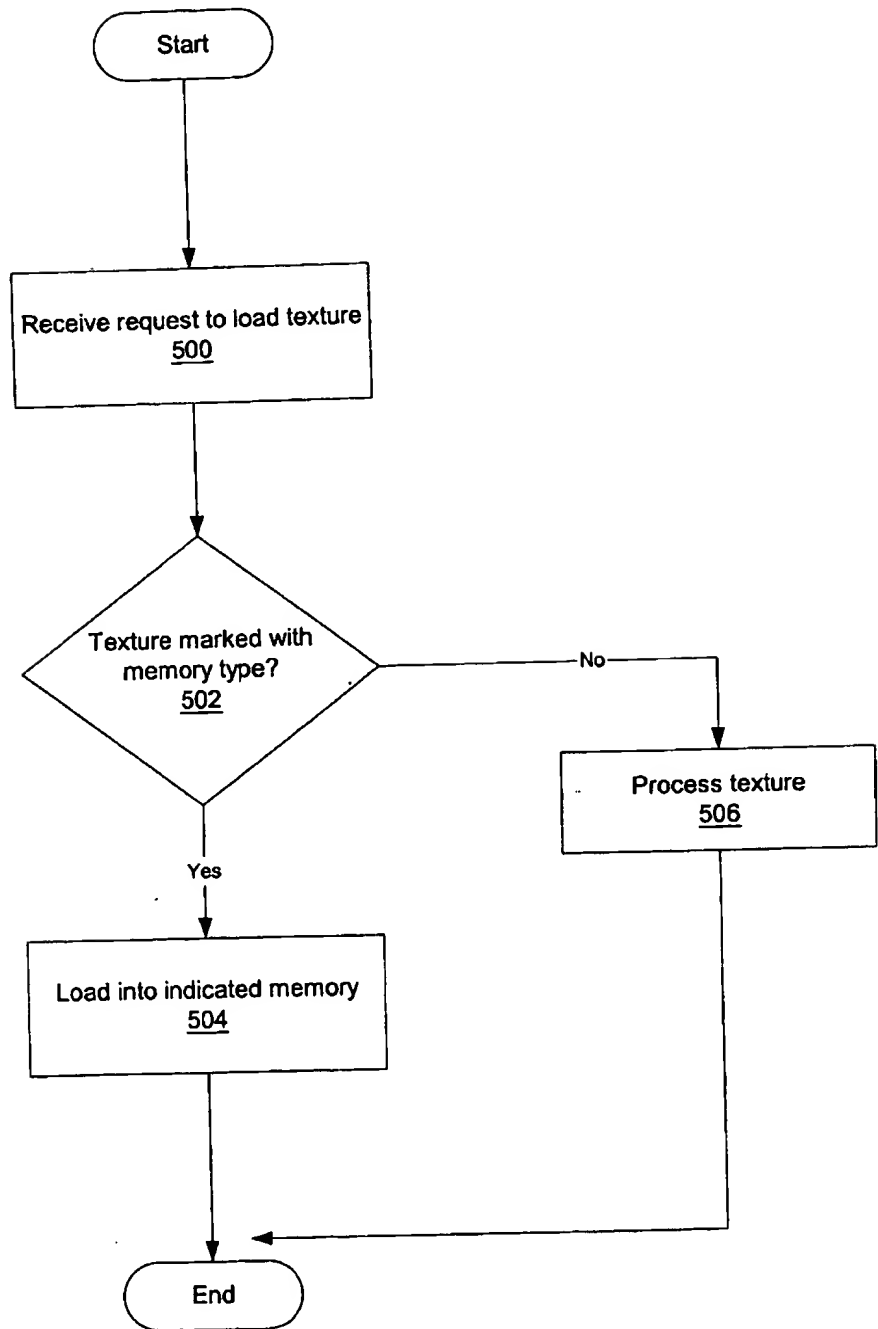 Start
Receive request to load texture
500
Texture marked with
memory type?
502
No
Process texture
506
Yes
Load into indicated memory
504
End